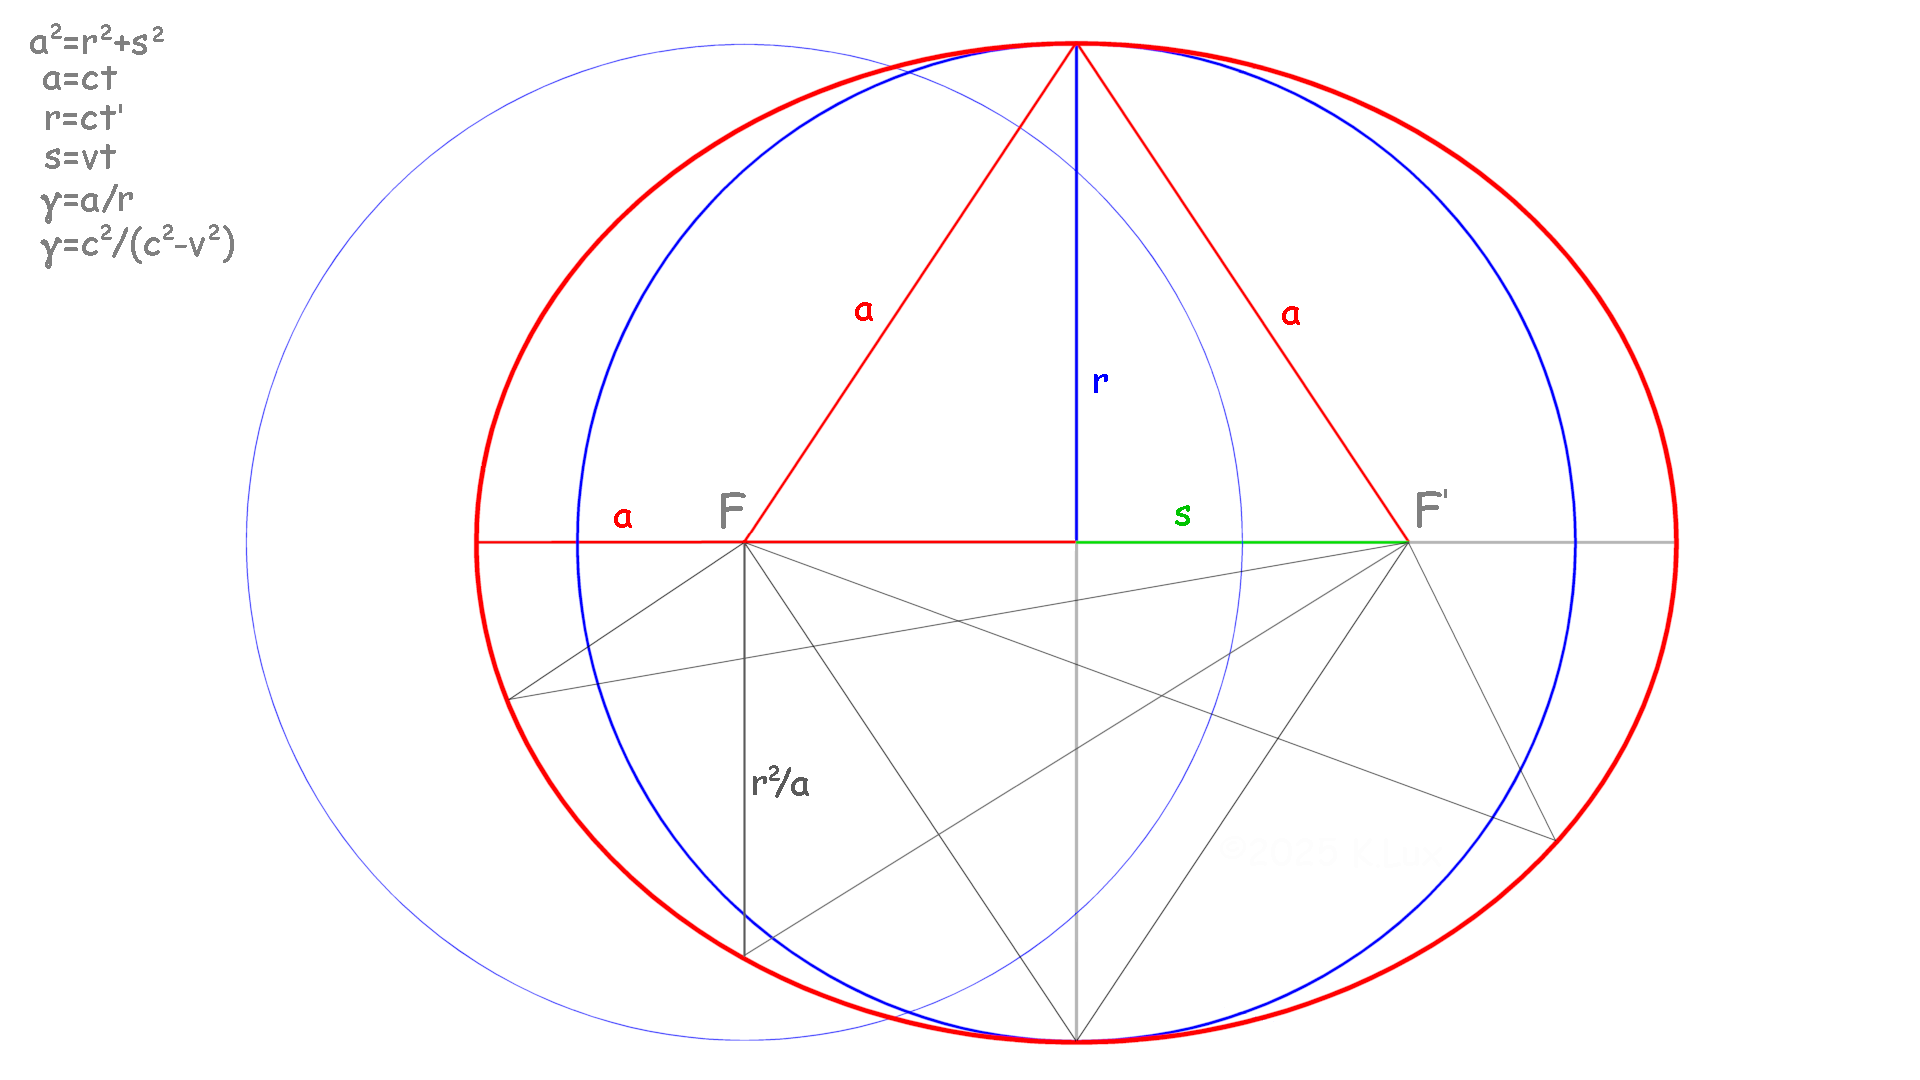 a²=r²+s²
a=ct
r=ct'
s=vt
γ=a/r
γ=c²/(c²-v²)
a
a
r
a
F
s
F'
r²/a